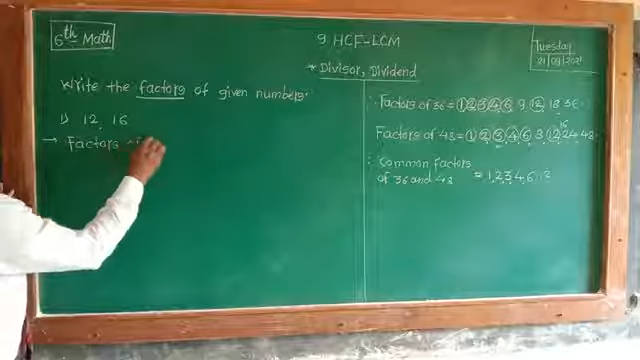 6th Math
9 HCF-LCM
Tuesday
21/09/2021
* Divisor, Dividend
Write the factors of given numbers.
1) 12, 16
→ Factors
∴ Factors of 36 = 1 2 3 4 6 9 12 18 36
Factors of 48 = 1 2 3 4 6 8 12 16 24 48
∴ Common factors
of 36 and 48 = 1, 2, 3, 4, 6, 12